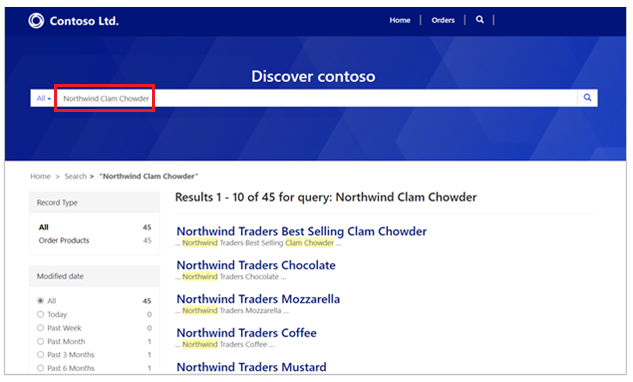 Contoso Ltd.
Home | Orders |
Discover contoso
All Northwind Clam Chowder
Home > Search > "Northwind Clam Chowder"
Record Type
All 45
Order Products 45
Modified date
All 45
Today 0
Past Week 0
Past Month 1
Past 3 Months 1
Past 6 Months 1
Results 1 - 10 of 45 for query: Northwind Clam Chowder
Northwind Traders Best Selling Clam Chowder
... Northwind Traders Best Selling Clam Chowder ...
Northwind Traders Chocolate
... Northwind Traders Chocolate ...
Northwind Traders Mozzarella
... Northwind Traders Mozzarella ...
Northwind Traders Coffee
... Northwind Traders Coffee ...
Northwind Traders Mustard